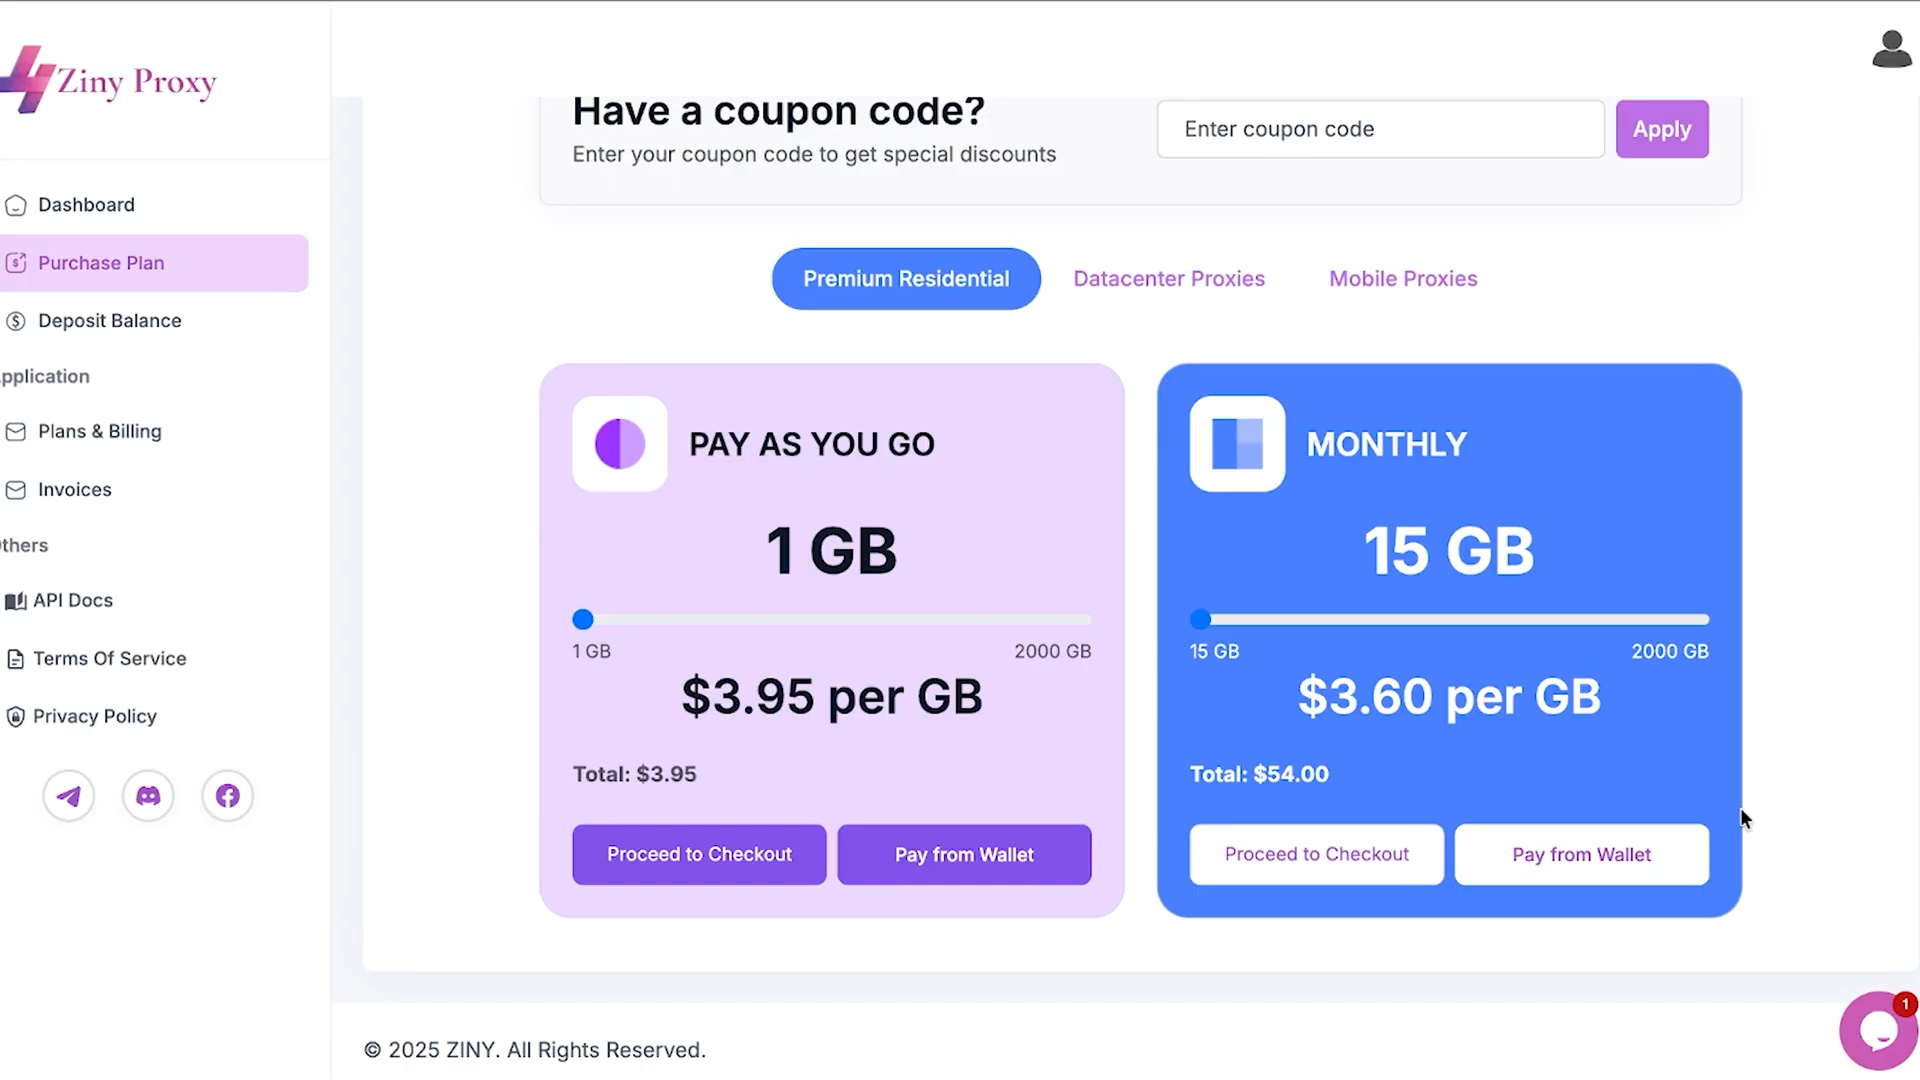 Ziny Proxy
Dashboard
Purchase Plan
Deposit Balance
pplication
Plans & Billing
Invoices
thers
API Docs
Terms Of Service
Privacy Policy
Have a coupon code?
Enter your coupon code to get special discounts
Enter coupon code
Apply
Premium Residential
Datacenter Proxies
Mobile Proxies
PAY AS YOU GO
1 GB
1 GB
2000 GB
$3.95 per GB
Total: $3.95
Proceed to Checkout
Pay from Wallet
MONTHLY
15 GB
15 GB
2000 GB
$3.60 per GB
Total: $54.00
Proceed to Checkout
Pay from Wallet
© 2025 ZINY. All Rights Reserved.
1